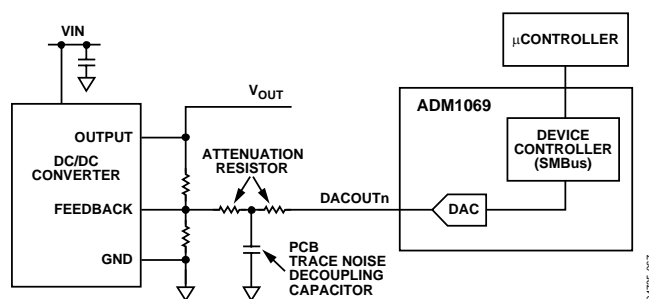 VIN
μCONTROLLER
VOUT
ADM1069
OUTPUT
DC/DC
CONVERTER
FEEDBACK
GND
ATTENUATION
RESISTOR
DACOUTn
DAC
DEVICE
CONTROLLER
(SMBus)
PCB
TRACE NOISE
DECOUPLING
CAPACITOR